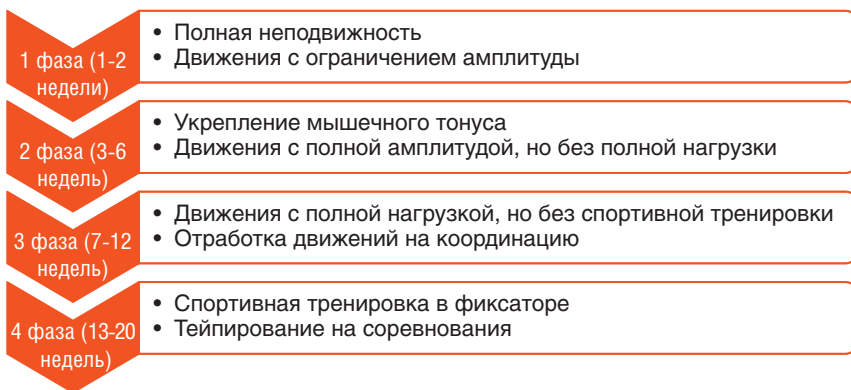 1 фаза (1-2
недели)
• Полная неподвижность
• Движения с ограничением амплитуды
2 фаза (3-6
недель)
• Укрепление мышечного тонуса
• Движения с полной амплитудой, но без полной нагрузки
3 фаза (7-12
недель)
• Движения с полной нагрузкой, но без спортивной тренировки
• Отработка движений на координацию
4 фаза (13-20
недель)
• Спортивная тренировка в фиксаторе
• Тейпирование на соревнования